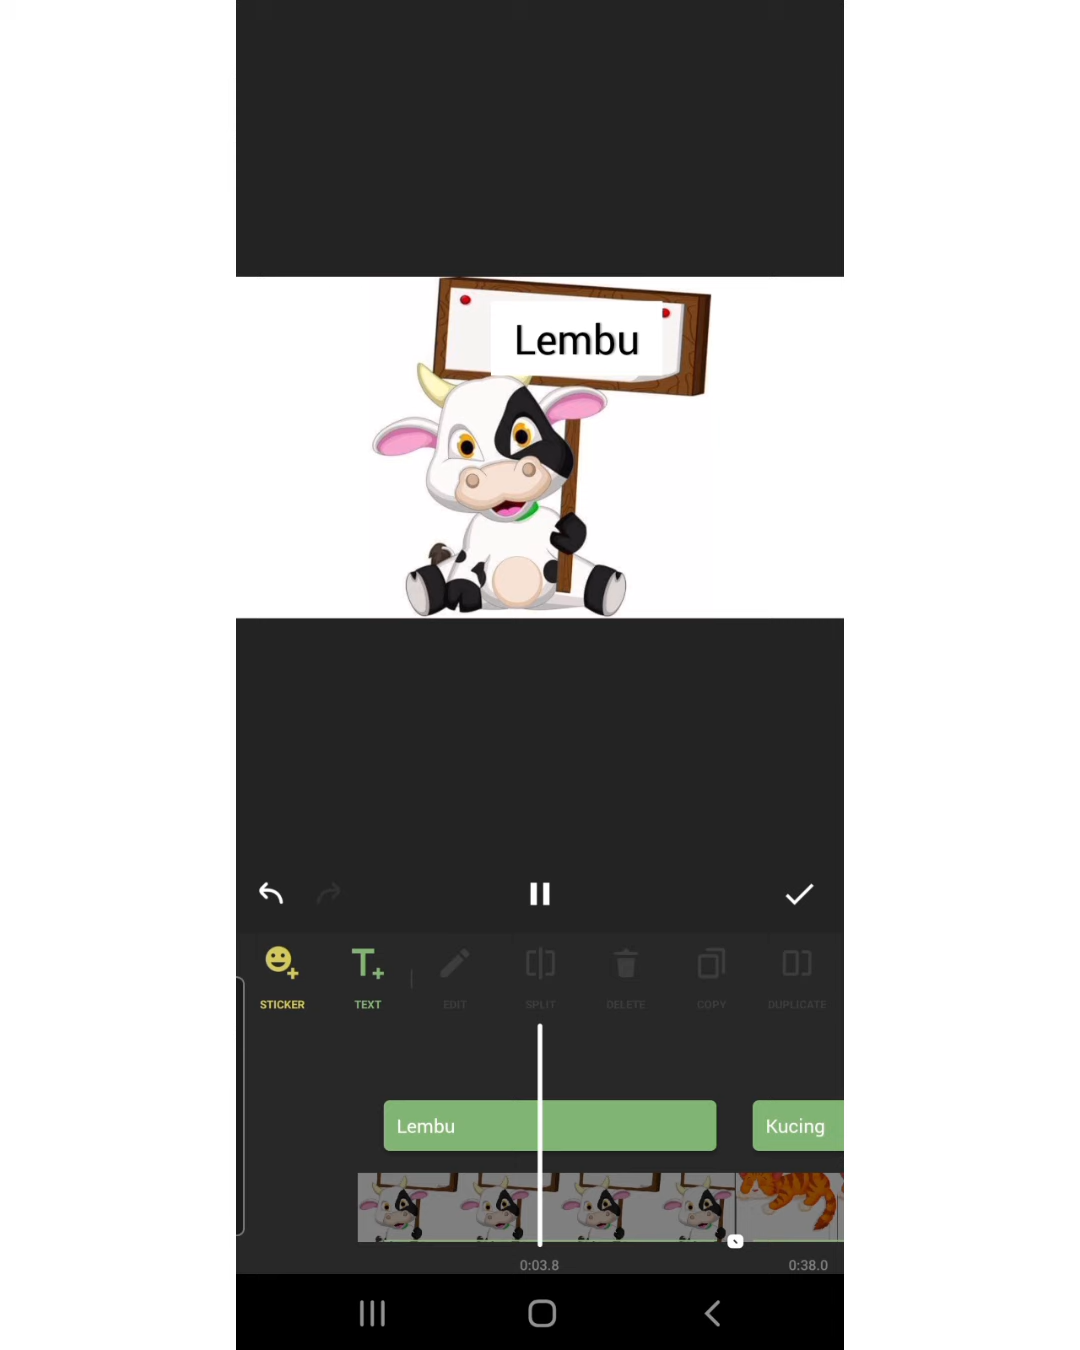 Lembu
STICKER
TEXT
EDIT
SPLIT
DELETE
COPY
DUPLICATE
Lembu
Kucing
0:03.8
0:38.0